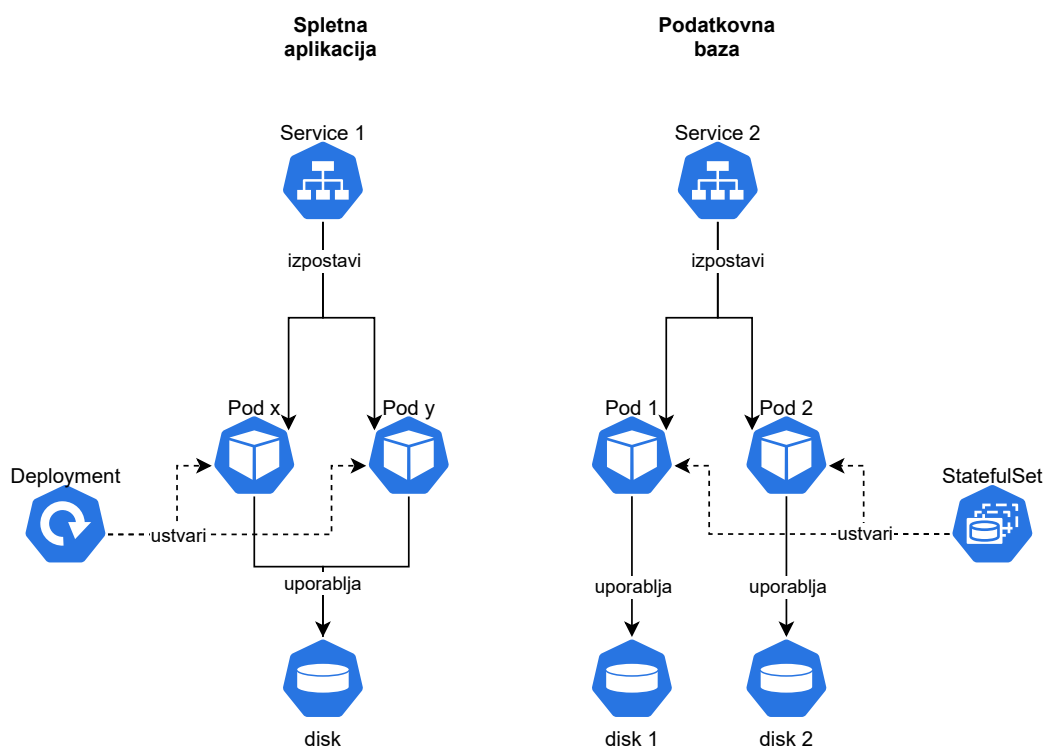 Spletna
aplikacija
Podatkovna
baza
Service 1
Service 2
izpostavi
izpostavi
Pod x
Pod y
Pod 1
Pod 2
Deployment
StatefulSet
ustvari
ustvari
uporablja
uporablja
uporablja
disk
disk 1
disk 2